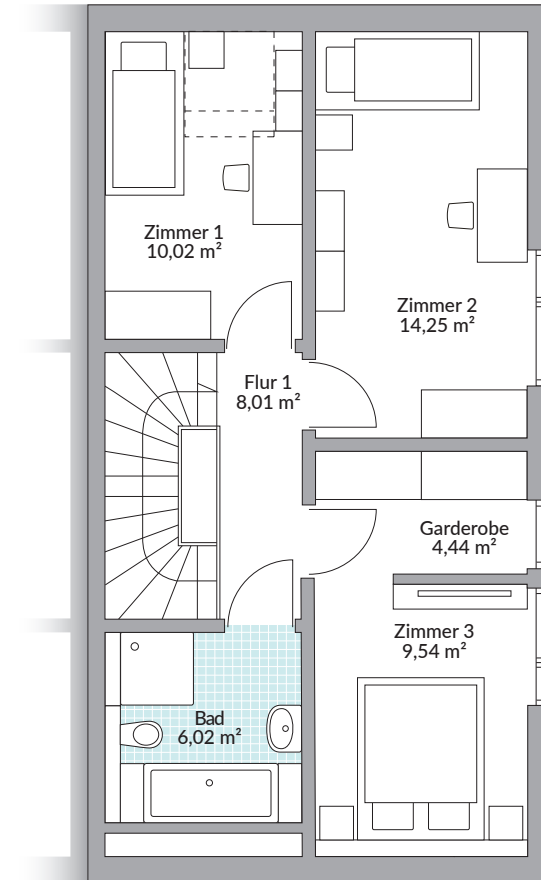 Zimmer 1
10,02 m²
Zimmer 2
14,25 m²
Flur 1
8,01 m²
Garderobe
4,44 m²
Zimmer 3
9,54 m²
Bad
6,02 m²